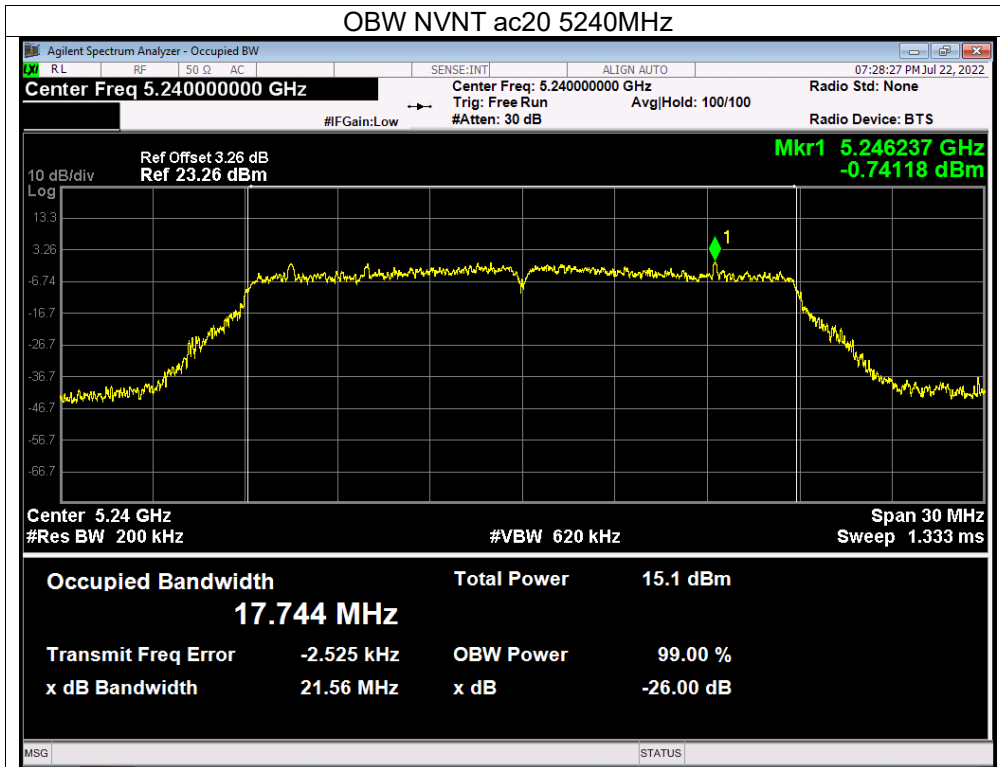 OBW NVNT ac20 5240MHz
Agilent Spectrum Analyzer - Occupied BW
LXI RL RF 50 Ω AC SENSE:INT ALIGN AUTO 07:28:27 PM Jul 22, 2022
Center Freq 5.240000000 GHz Center Freq: 5.240000000 GHz Radio Std: None
Trig: Free Run Avg|Hold: 100/100
#IFGain:Low #Atten: 30 dB Radio Device: BTS
Mkr1 5.246237 GHz
-0.74118 dBm
Ref Offset 3.26 dB
10 dB/div Ref 23.26 dBm
Log
13.3
1
3.26
-6.74
-16.7
-26.7
-36.7
-46.7
-56.7
-66.7
Center 5.24 GHz Span 30 MHz
#Res BW 200 kHz #VBW 620 kHz Sweep 1.333 ms
Occupied Bandwidth Total Power 15.1 dBm
17.744 MHz
Transmit Freq Error -2.525 kHz OBW Power 99.00 %
x dB Bandwidth 21.56 MHz x dB -26.00 dB
MSG STATUS